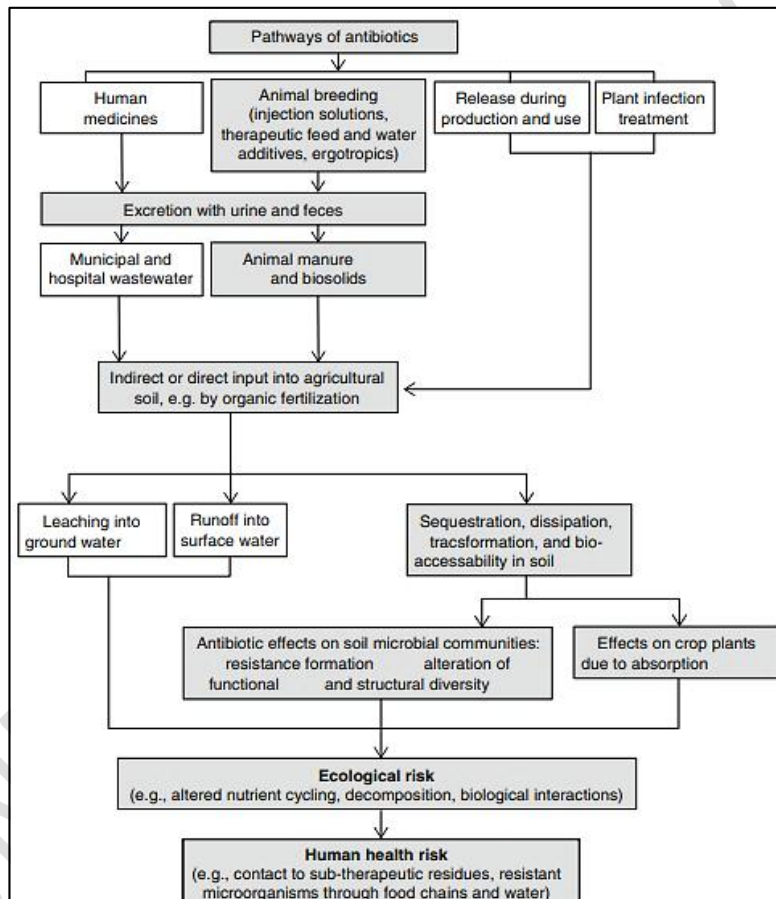 Pathways of antibiotics
Human
medicines
Animal breeding
(injection solutions,
therapeutic feed and water
additives, ergotropics)
Release during
production and use
Plant infection
treatment
Excretion with urine and feces
Municipal and
hospital wastewater
Animal manure
and biosolids
Indirect or direct input into agricultural
soil, e.g. by organic fertilization
Leaching into
ground water
Runoff into
surface water
Sequestration, dissipation,
tracsformation, and bio-
accessability in soil
Antibiotic effects on soil microbial communities:
resistance formation alteration of
functional and structural diversity
Effects on crop plants
due to absorption
Ecological risk
(e.g., altered nutrient cycling, decomposition, biological interactions)
Human health risk
(e.g., contact to sub-therapeutic residues, resistant
microorganisms through food chains and water)